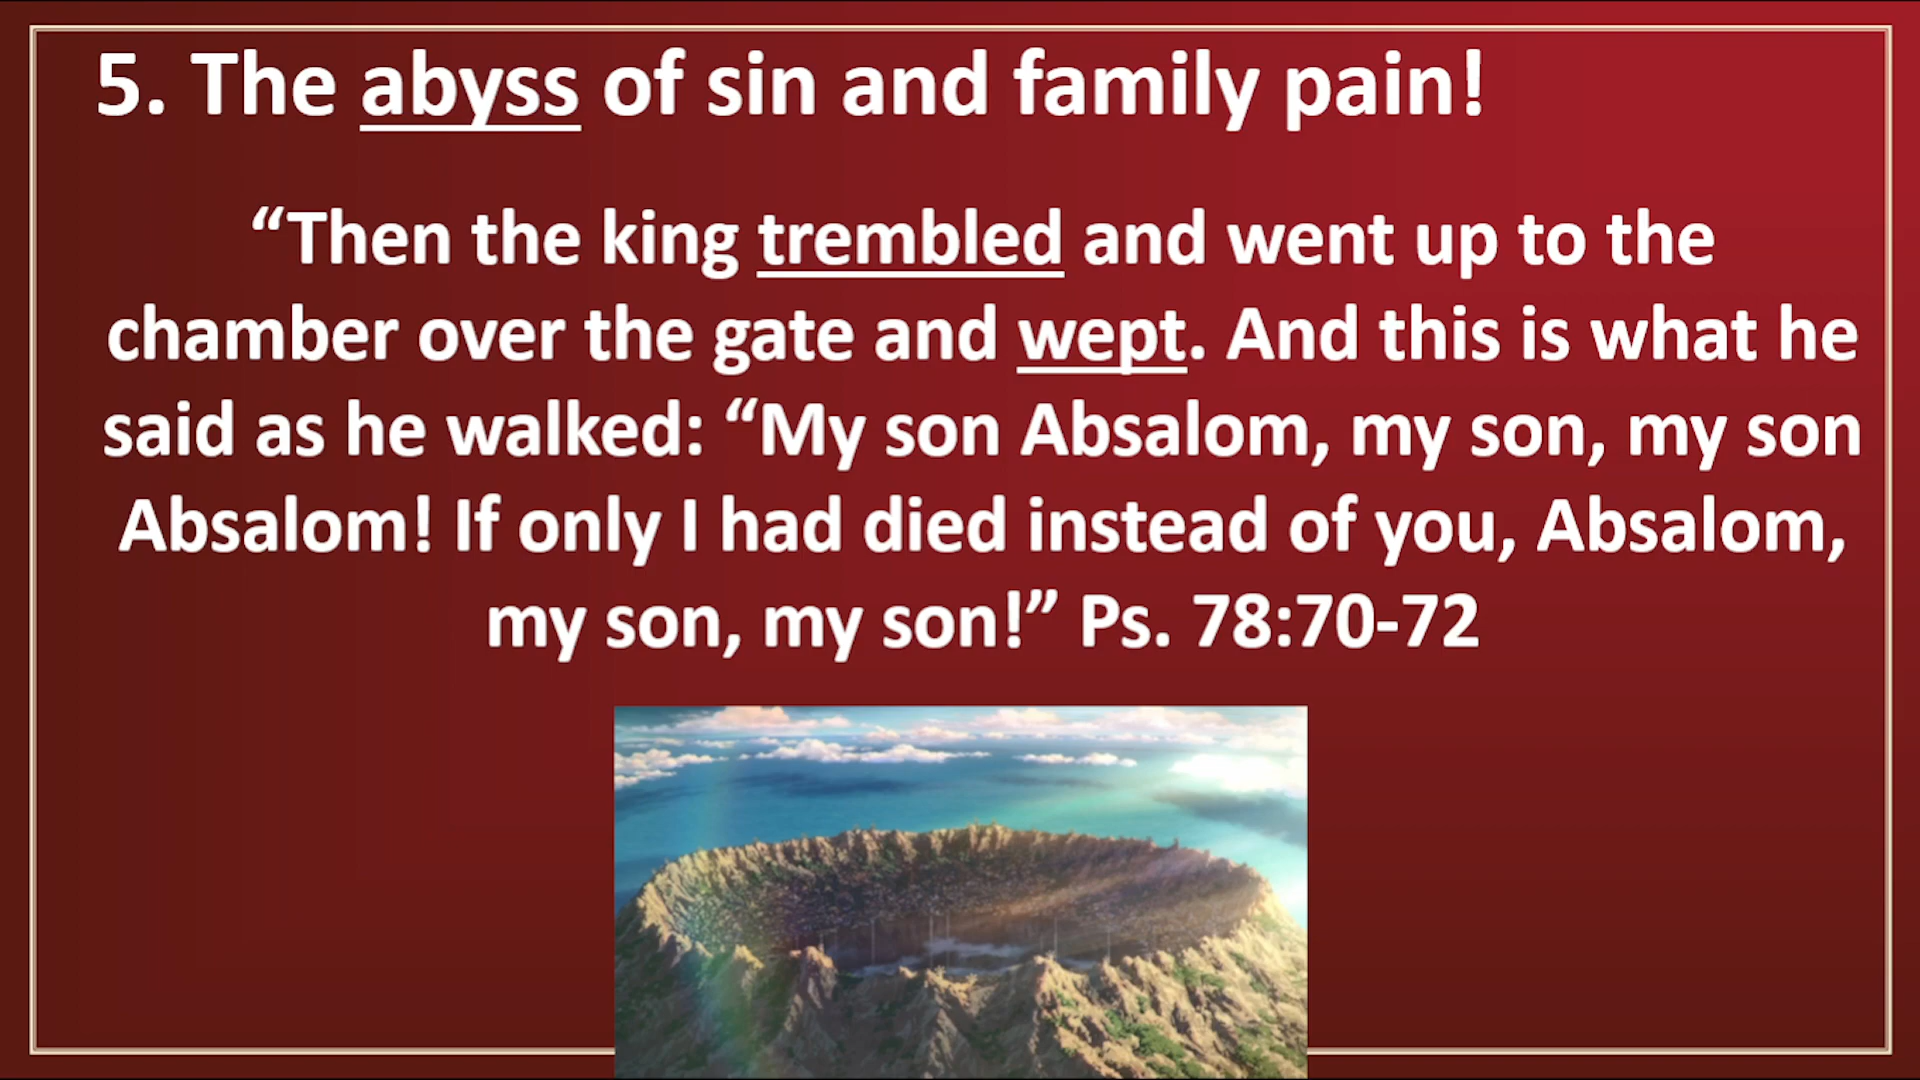 5. The abyss of sin and family pain!
“Then the king trembled and went up to the
chamber over the gate and wept. And this is what he
said as he walked: “My son Absalom, my son, my son
Absalom! If only I had died instead of you, Absalom,
my son, my son!” Ps. 78:70-72